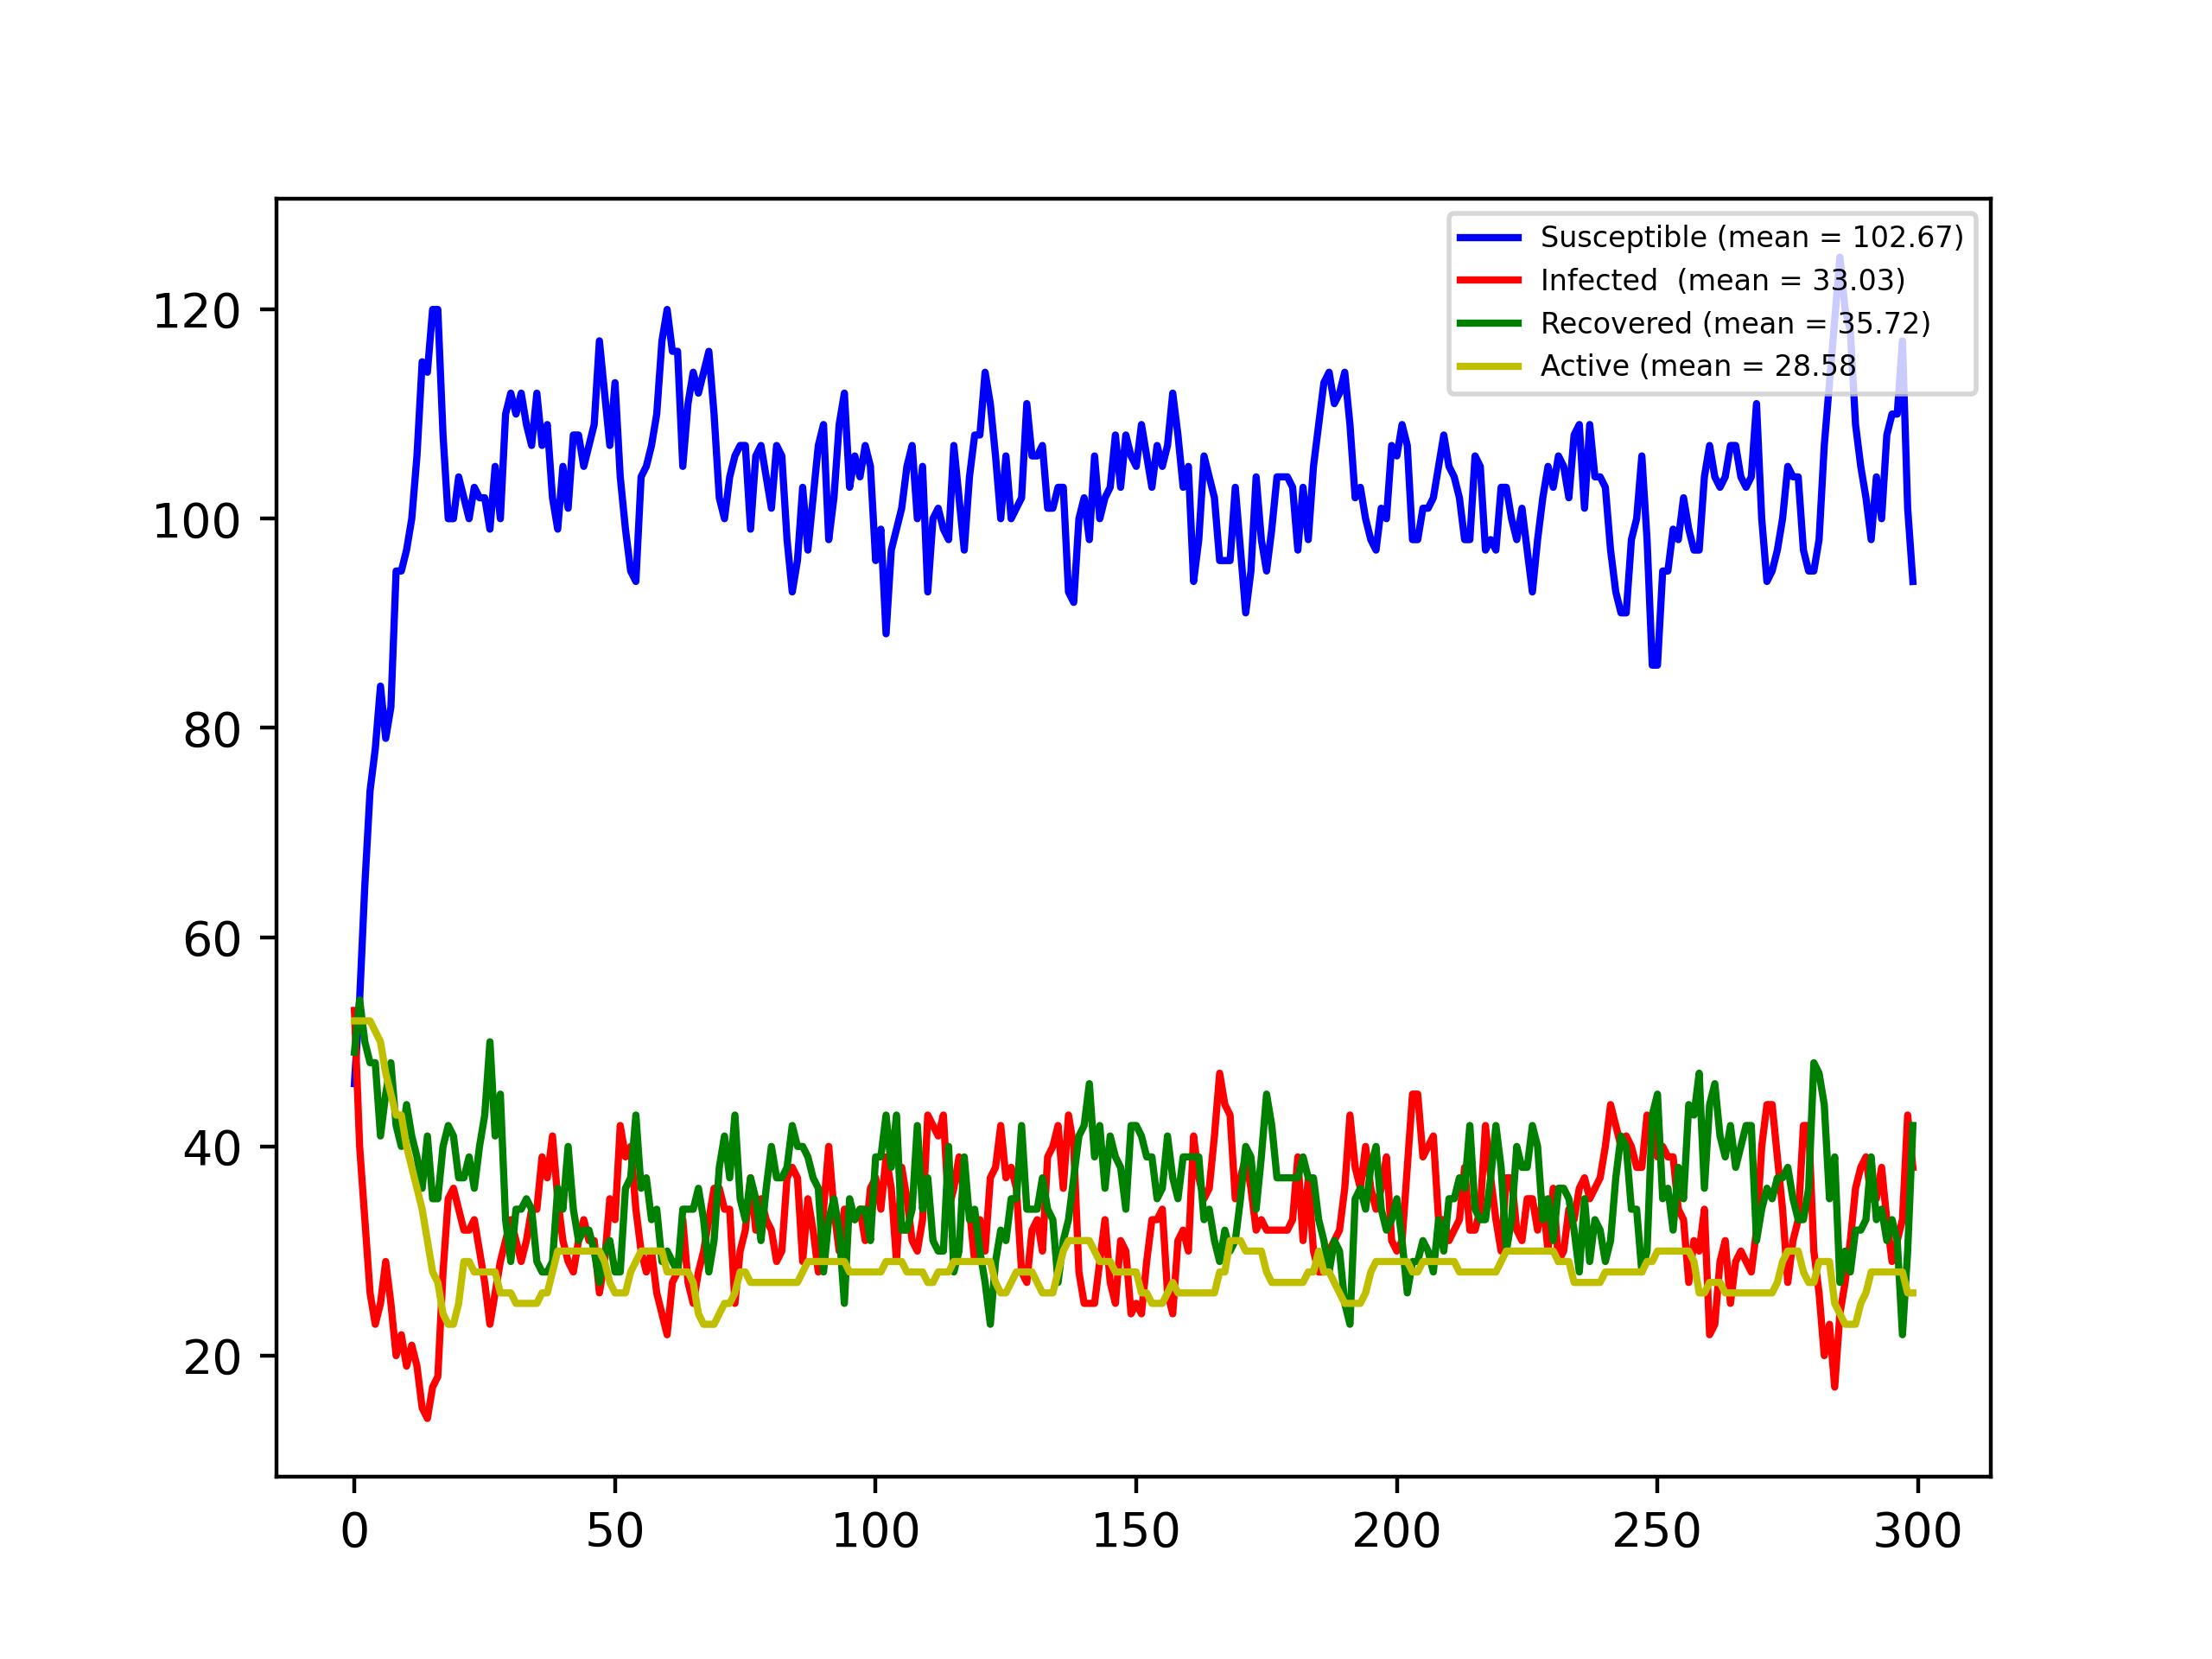 Susceptible (mean = 102.67)
Infected  (mean = 33.03)
Recovered (mean = 35.72)
Active (mean = 28.58
120
100
80
60
40
20
0 50 100 150 200 250 300